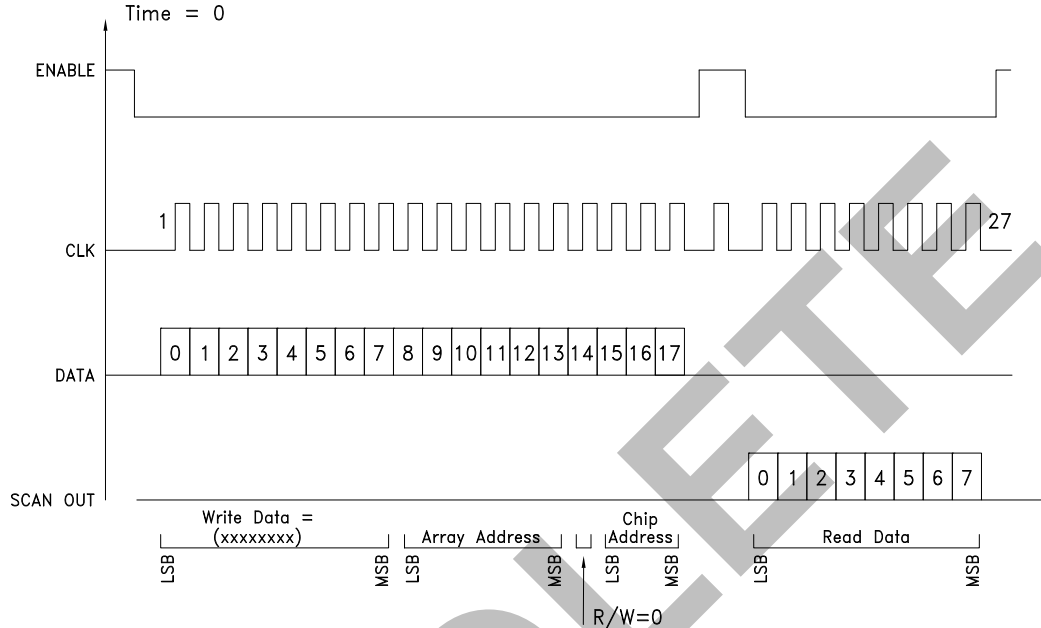 Time = 0
ENABLE
1
27
CLK
0 1 2 3 4 5 6 7 8 9 10 11 12 13 14 15 16 17
DATA
0 1 2 3 4 5 6 7
SCAN OUT
Write Data =
(xxxxxxxx)
Array Address
Chip
Address
Read Data
LSB MSB LSB MSB LSB MSB LSB MSB
R/W=0
OLETE